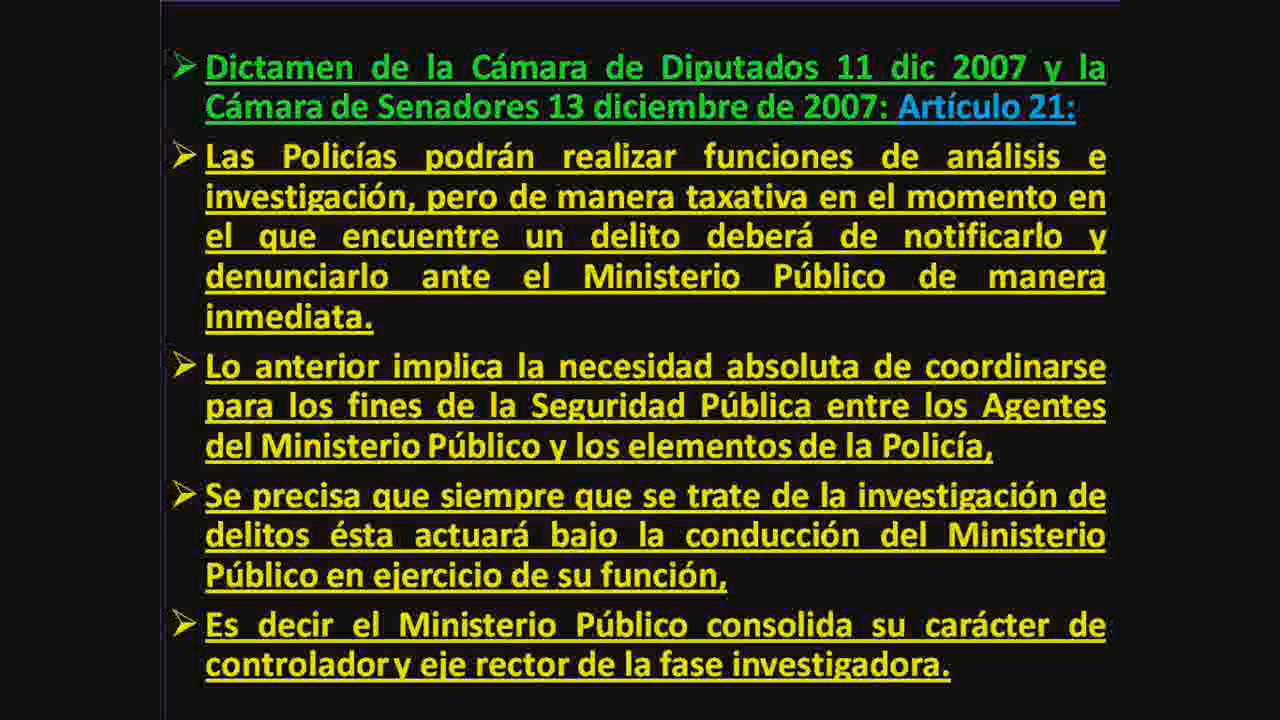 Dictamen de la Cámara de Diputados 11 dic 2007 y la
Cámara de Senadores 13 diciembre de 2007: Artículo 21:
Las Policías podrán realizar funciones de análisis e
investigación, pero de manera taxativa en el momento en
el que encuentre un delito deberá de notificarlo y
denunciarlo ante el Ministerio Público de manera
inmediata.
Lo anterior implica la necesidad absoluta de coordinarse
para los fines de la Seguridad Pública entre los Agentes
del Ministerio Público y los elementos de la Policía,
Se precisa que siempre que se trate de la investigación de
delitos ésta actuará bajo la conducción del Ministerio
Público en ejercicio de su función,
Es decir el Ministerio Público consolida su carácter de
controlador y eje rector de la fase investigadora.